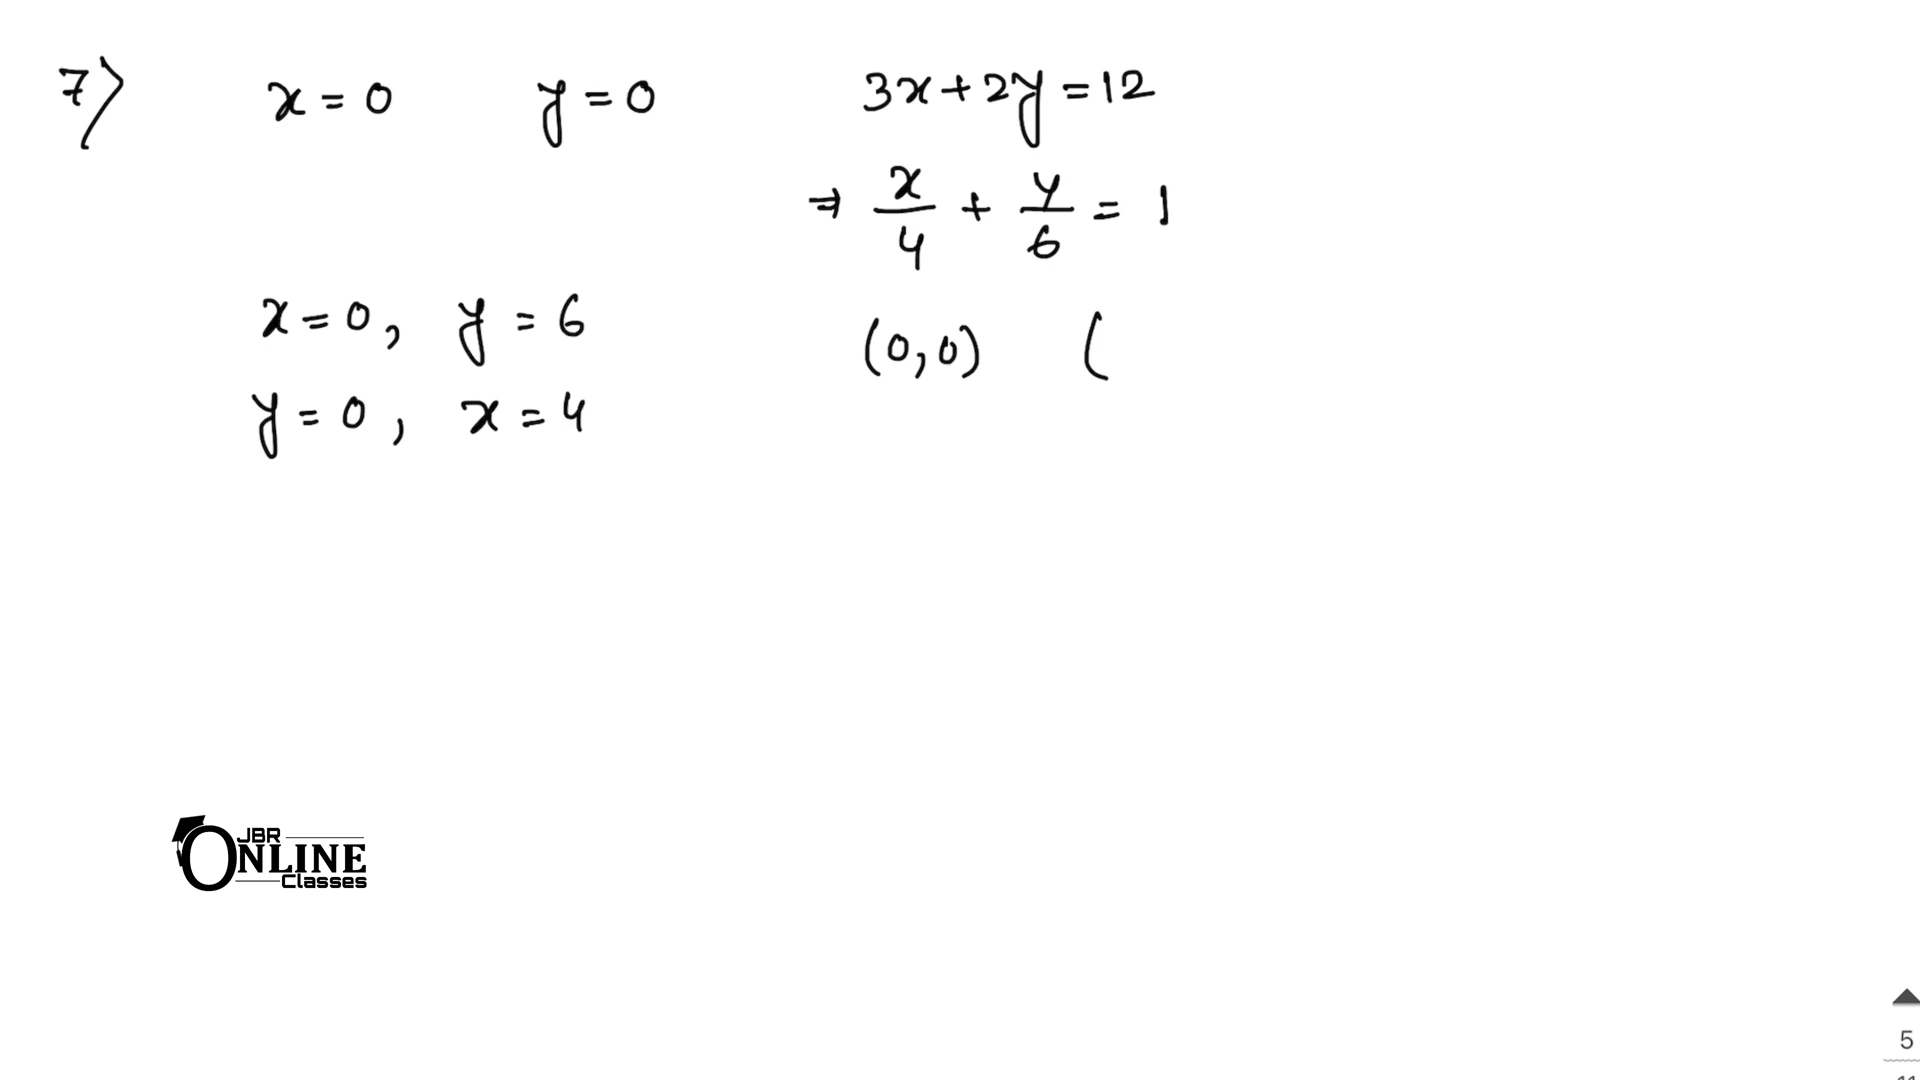 7) x = 0 y = 0 3x + 2y = 12
⇒ x/4 + y/6 = 1
x = 0, y = 6 (0, 0) (
y = 0, x = 4
JBR
ONLINE
Classes
5